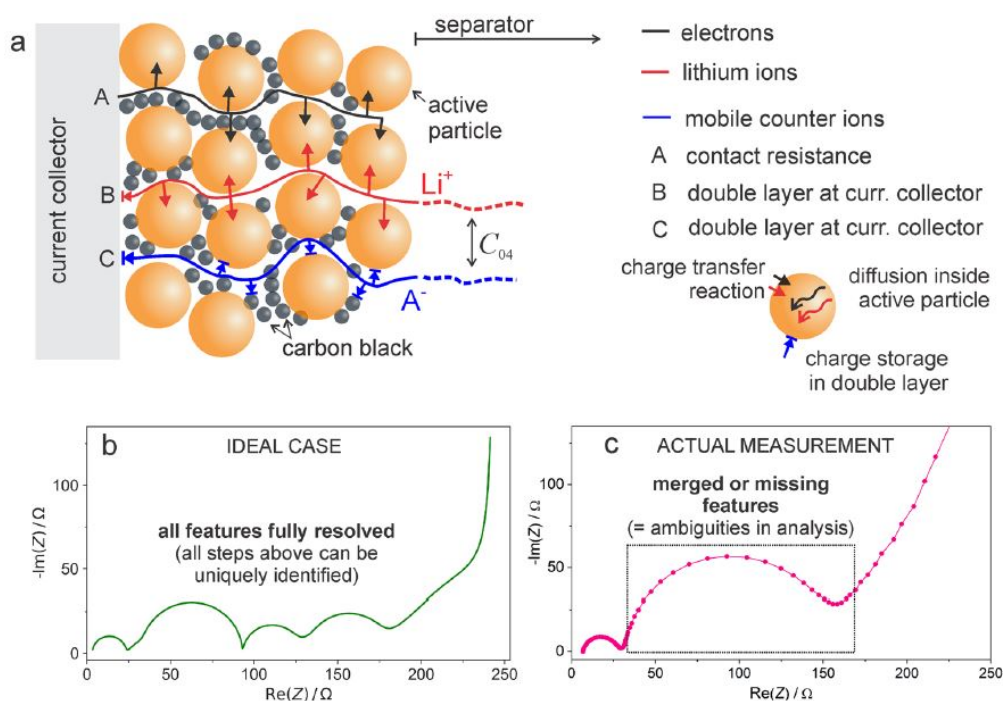 a
separator
current collector
A
active
particle
B
Li⁺
C
C₀₄
A⁻
carbon black
electrons
lithium ions
mobile counter ions
A contact resistance
B double layer at curr. collector
C double layer at curr. collector
charge transfer
reaction
diffusion inside
active particle
charge storage
in double layer
b
IDEAL CASE
all features fully resolved
(all steps above can be
uniquely identified)
-Im(Z) / Ω
100
50
0
0 50 100 150 200 250
Re(Z) / Ω
c
ACTUAL MEASUREMENT
merged or missing
features
(= ambiguities in analysis)
-Im(Z) / Ω
100
50
0
0 50 100 150 200 250
Re(Z) / Ω